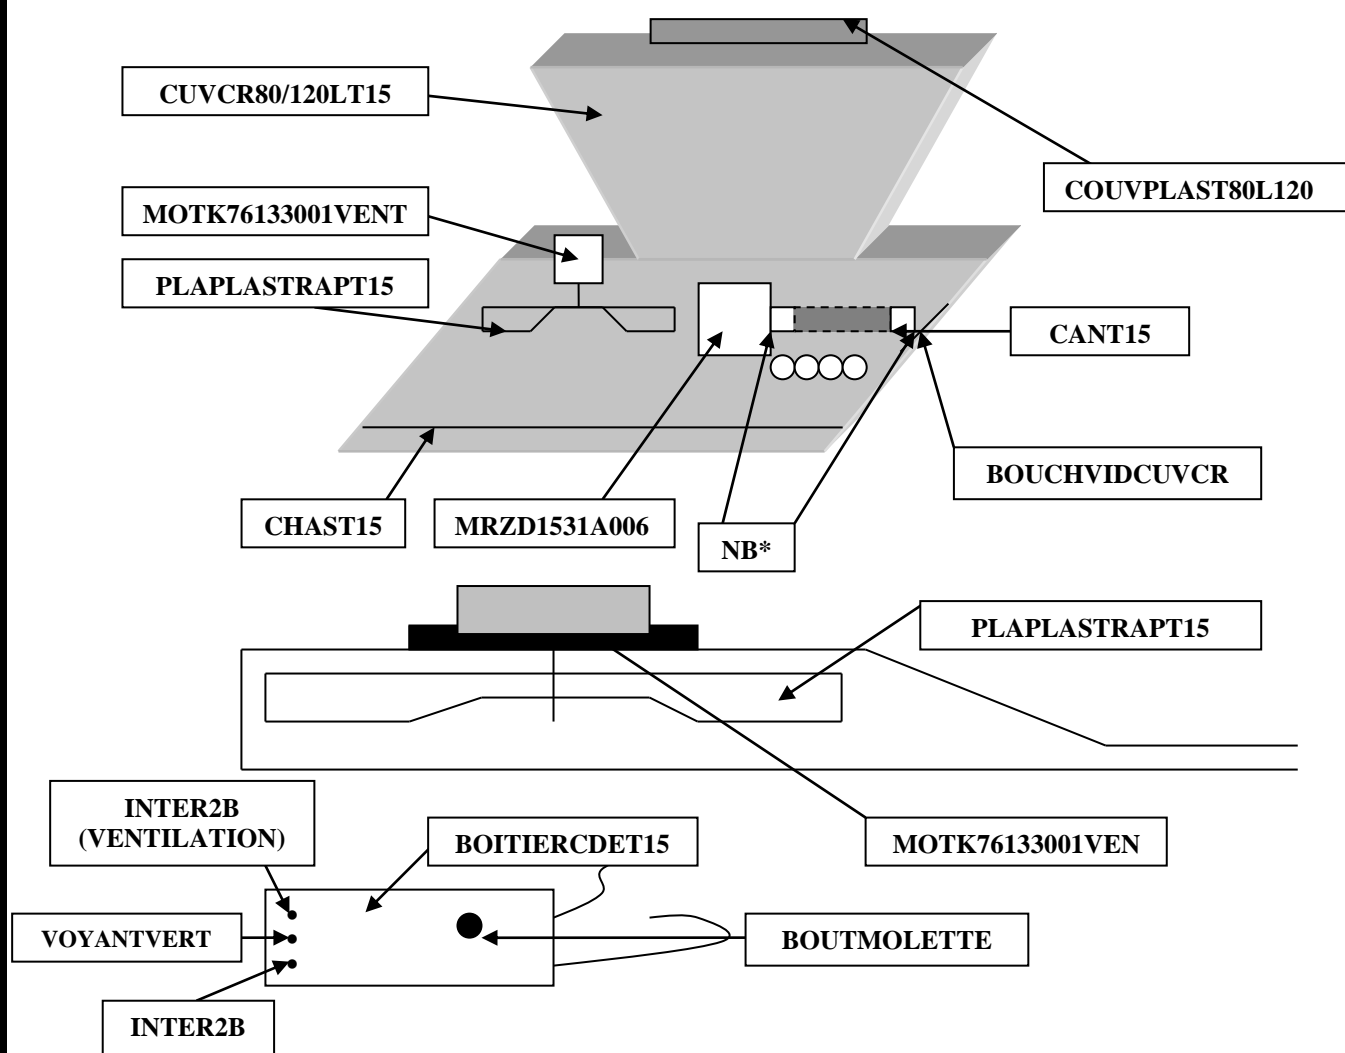 CUVCR80/120LT15
COUVPLAST80L120
MOTK76133001VENT
PLAPLASTRAPT15
CANT15
BOUCHVIDCUVCR
CHAST15
MRZD1531A006
NB*
PLAPLASTRAPT15
INTER2B
(VENTILATION)
BOITIERCDET15
MOTK76133001VEN
VOYANTVERT
BOUTMOLETTE
INTER2B